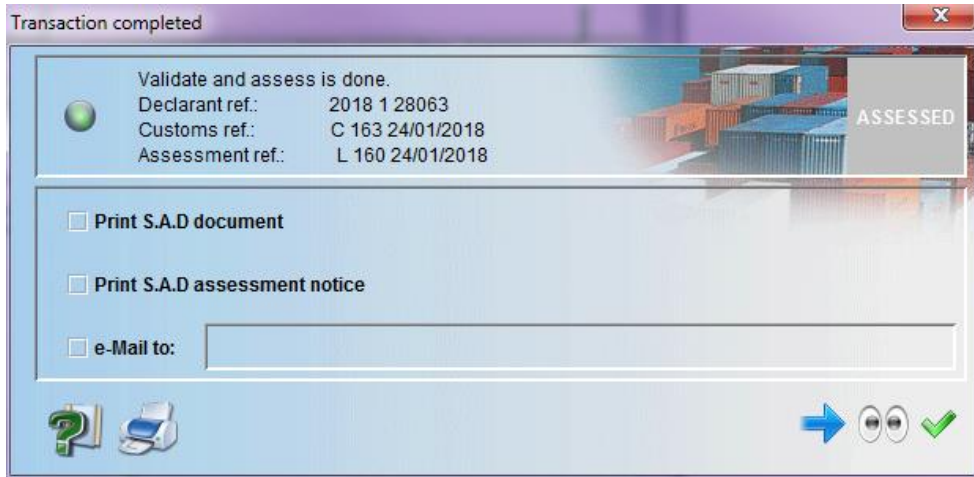 Transaction completed
Validate and assess is done.
Declarant ref.: 2018 1 28063
Customs ref.: C 163 24/01/2018
Assessment ref.: L 160 24/01/2018
ASSESSED
Print S.A.D document
Print S.A.D assessment notice
e-Mail to: